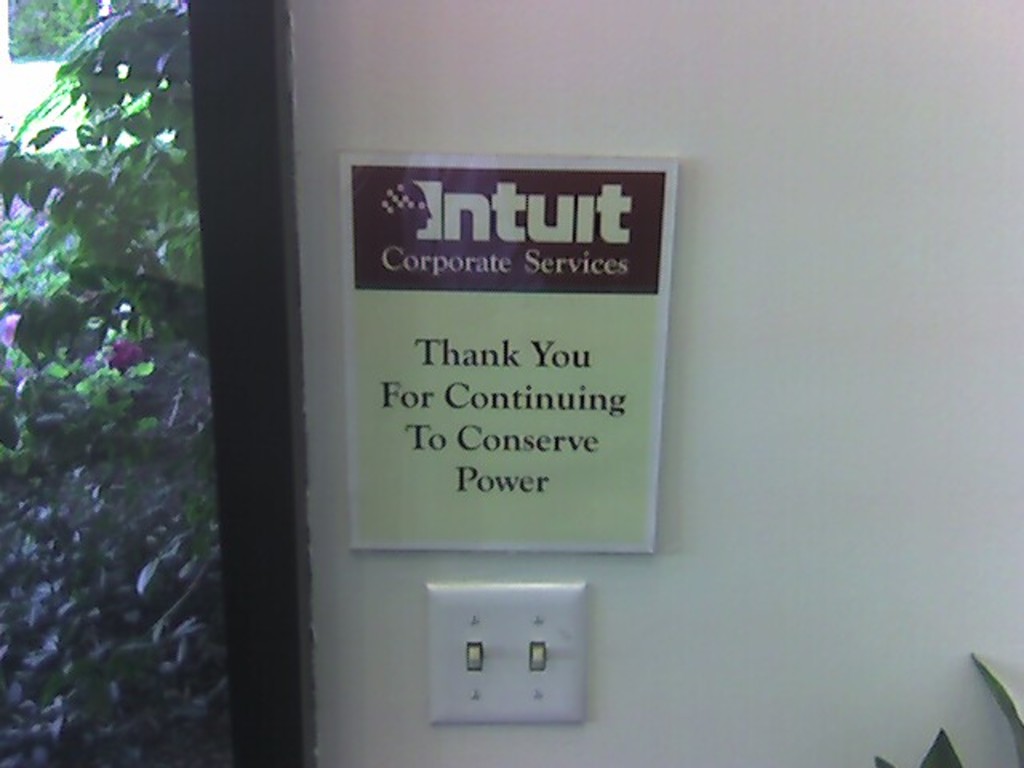 Intuit
Corporate Services
Thank You
For Continuing
To Conserve
Power